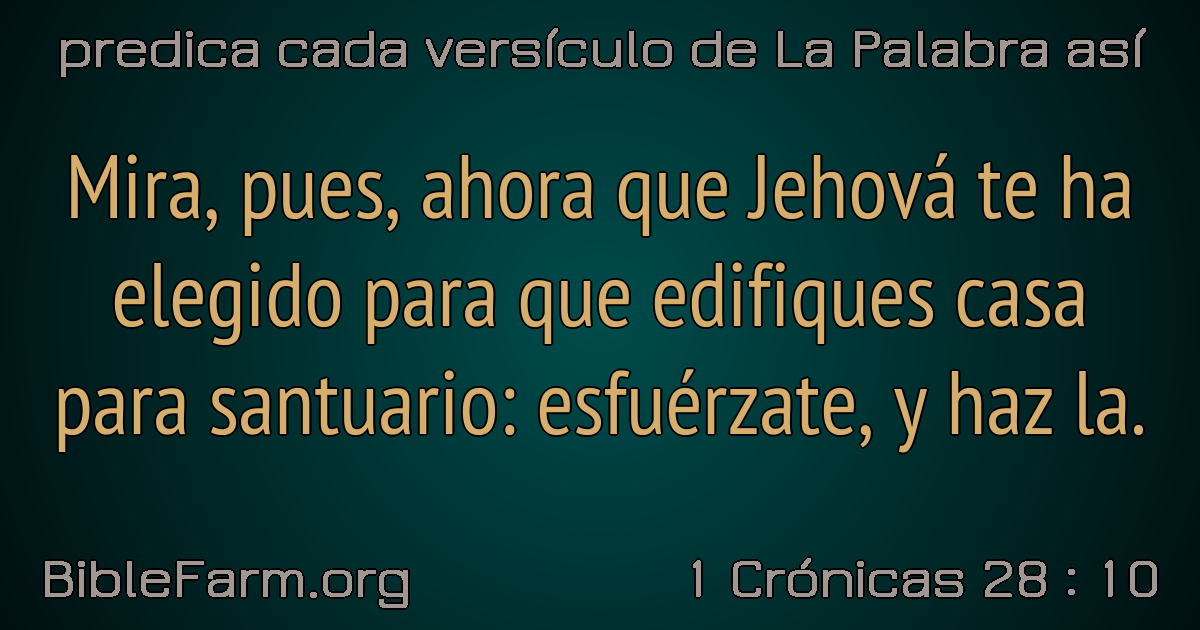 predica cada versículo de La Palabra así
Mira, pues, ahora que Jehová te ha
elegido para que edifiques casa
para santuario: esfuérzate, y haz la.
BibleFarm.org
1 Crónicas 28 : 10